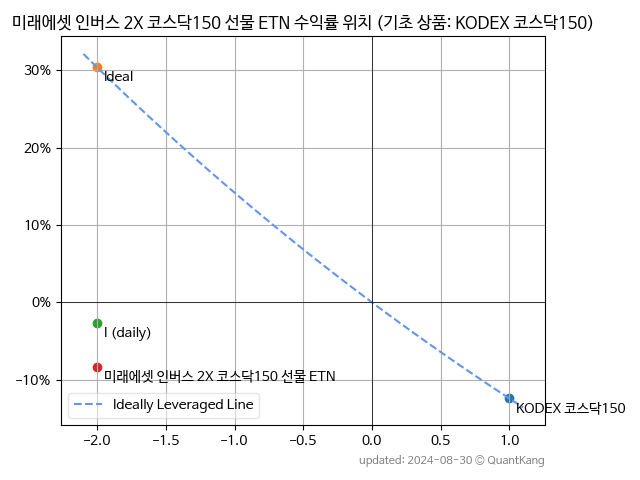 미래에셋 인버스 2X 코스닥150 선물 ETN 수익률 위치 (기초 상품: KODEX 코스닥150)
30%
20%
10%
0%
−10%
Ideal
I (daily)
미래에셋 인버스 2X 코스닥150 선물 ETN
KODEX 코스닥150
Ideally Leveraged Line
−2.0 −1.5 −1.0 −0.5 0.0 0.5 1.0
updated: 2024-08-30 © QuantKang